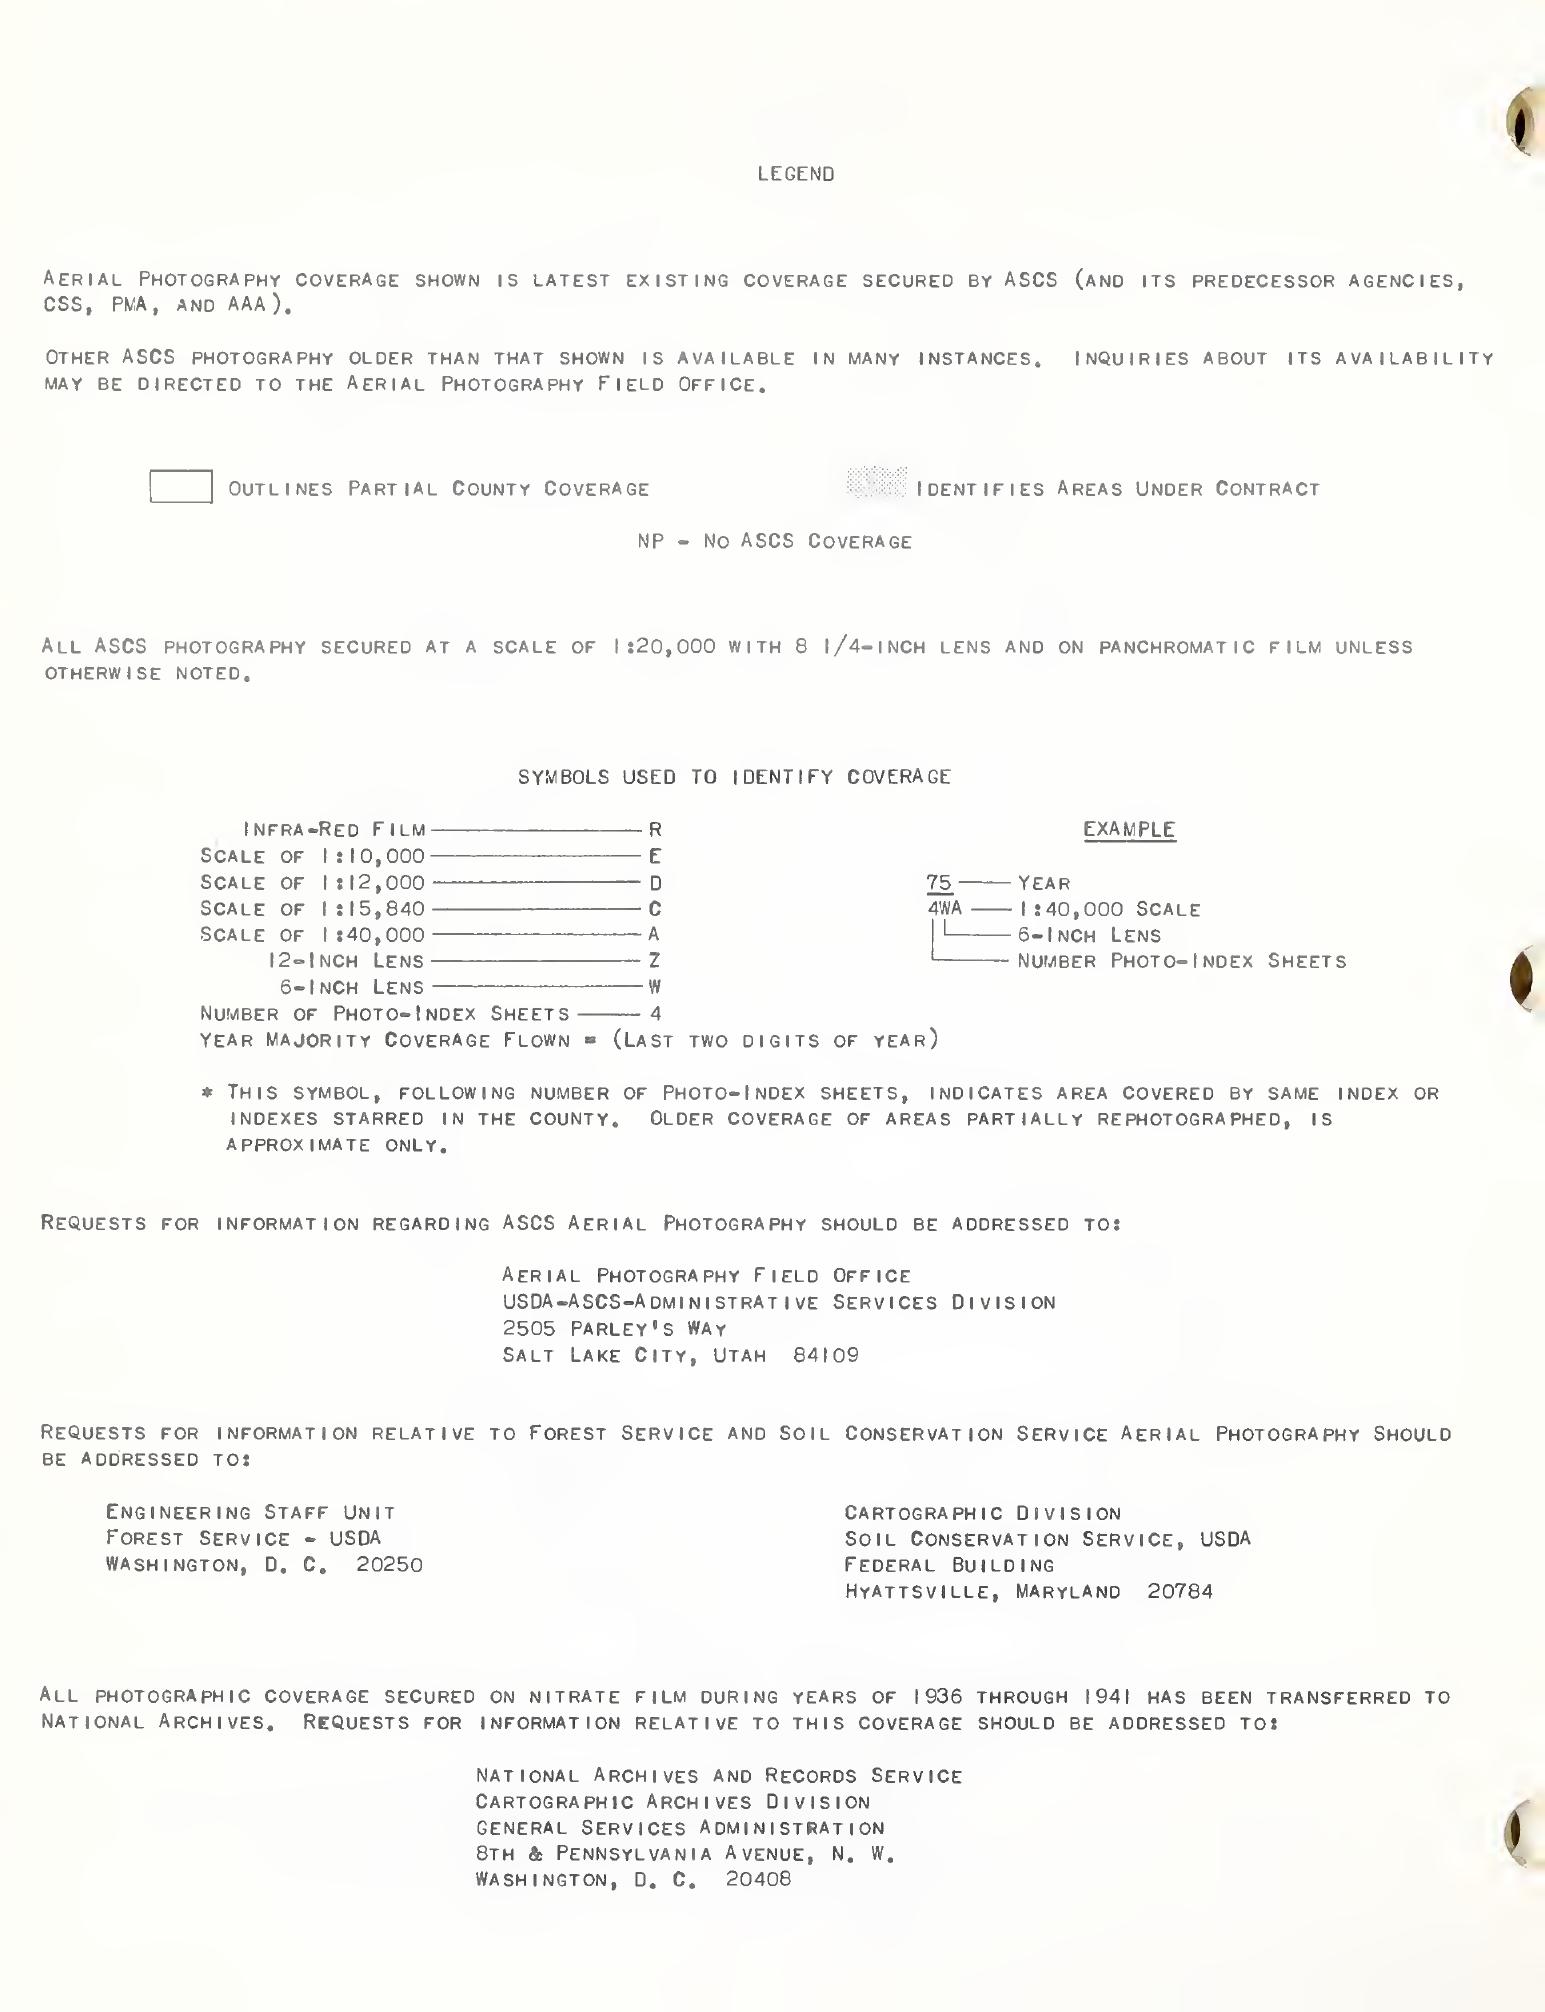 LEGEND
AERIAL PHOTOGRAPHY COVERAGE SHOWN IS LATEST EXISTING COVERAGE SECURED BY ASCS (AND ITS PREDECESSOR AGENCIES,
CSS, PMA, AND AAA).
OTHER ASCS PHOTOGRAPHY OLDER THAN THAT SHOWN IS AVAILABLE IN MANY INSTANCES. INQUIRIES ABOUT ITS AVAILABILITY
MAY BE DIRECTED TO THE AERIAL PHOTOGRAPHY FIELD OFFICE.
OUTLINES PARTIAL COUNTY COVERAGE
IDENTIFIES AREAS UNDER CONTRACT
NP - NO ASCS COVERAGE
ALL ASCS PHOTOGRAPHY SECURED AT A SCALE OF 1:20,000 WITH 8 1/4-INCH LENS AND ON PANCHROMATIC FILM UNLESS
OTHERWISE NOTED.
SYMBOLS USED TO IDENTIFY COVERAGE
INFRA-RED FILM R
SCALE OF 1:10,000 E
SCALE OF 1:12,000 D
SCALE OF 1:15,840 C
SCALE OF 1:40,000 A
12-INCH LENS Z
6-INCH LENS W
NUMBER OF PHOTO-INDEX SHEETS 4
YEAR MAJORITY COVERAGE FLOWN = (LAST TWO DIGITS OF YEAR)
EXAMPLE
75 YEAR
4WA 1:40,000 SCALE
6-INCH LENS
NUMBER PHOTO-INDEX SHEETS
* THIS SYMBOL, FOLLOWING NUMBER OF PHOTO-INDEX SHEETS, INDICATES AREA COVERED BY SAME INDEX OR
INDEXES STARRED IN THE COUNTY. OLDER COVERAGE OF AREAS PARTIALLY REPHOTOGRAPHED, IS
APPROXIMATE ONLY.
REQUESTS FOR INFORMATION REGARDING ASCS AERIAL PHOTOGRAPHY SHOULD BE ADDRESSED TO:
AERIAL PHOTOGRAPHY FIELD OFFICE
USDA-ASCS-ADMINISTRATIVE SERVICES DIVISION
2505 PARLEY'S WAY
SALT LAKE CITY, UTAH 84109
REQUESTS FOR INFORMATION RELATIVE TO FOREST SERVICE AND SOIL CONSERVATION SERVICE AERIAL PHOTOGRAPHY SHOULD
BE ADDRESSED TO:
ENGINEERING STAFF UNIT
FOREST SERVICE - USDA
WASHINGTON, D. C. 20250
CARTOGRAPHIC DIVISION
SOIL CONSERVATION SERVICE, USDA
FEDERAL BUILDING
HYATTSVILLE, MARYLAND 20784
ALL PHOTOGRAPHIC COVERAGE SECURED ON NITRATE FILM DURING YEARS OF 1936 THROUGH 1941 HAS BEEN TRANSFERRED TO
NATIONAL ARCHIVES. REQUESTS FOR INFORMATION RELATIVE TO THIS COVERAGE SHOULD BE ADDRESSED TO:
NATIONAL ARCHIVES AND RECORDS SERVICE
CARTOGRAPHIC ARCHIVES DIVISION
GENERAL SERVICES ADMINISTRATION
8TH & PENNSYLVANIA AVENUE, N. W.
WASHINGTON, D. C. 20408